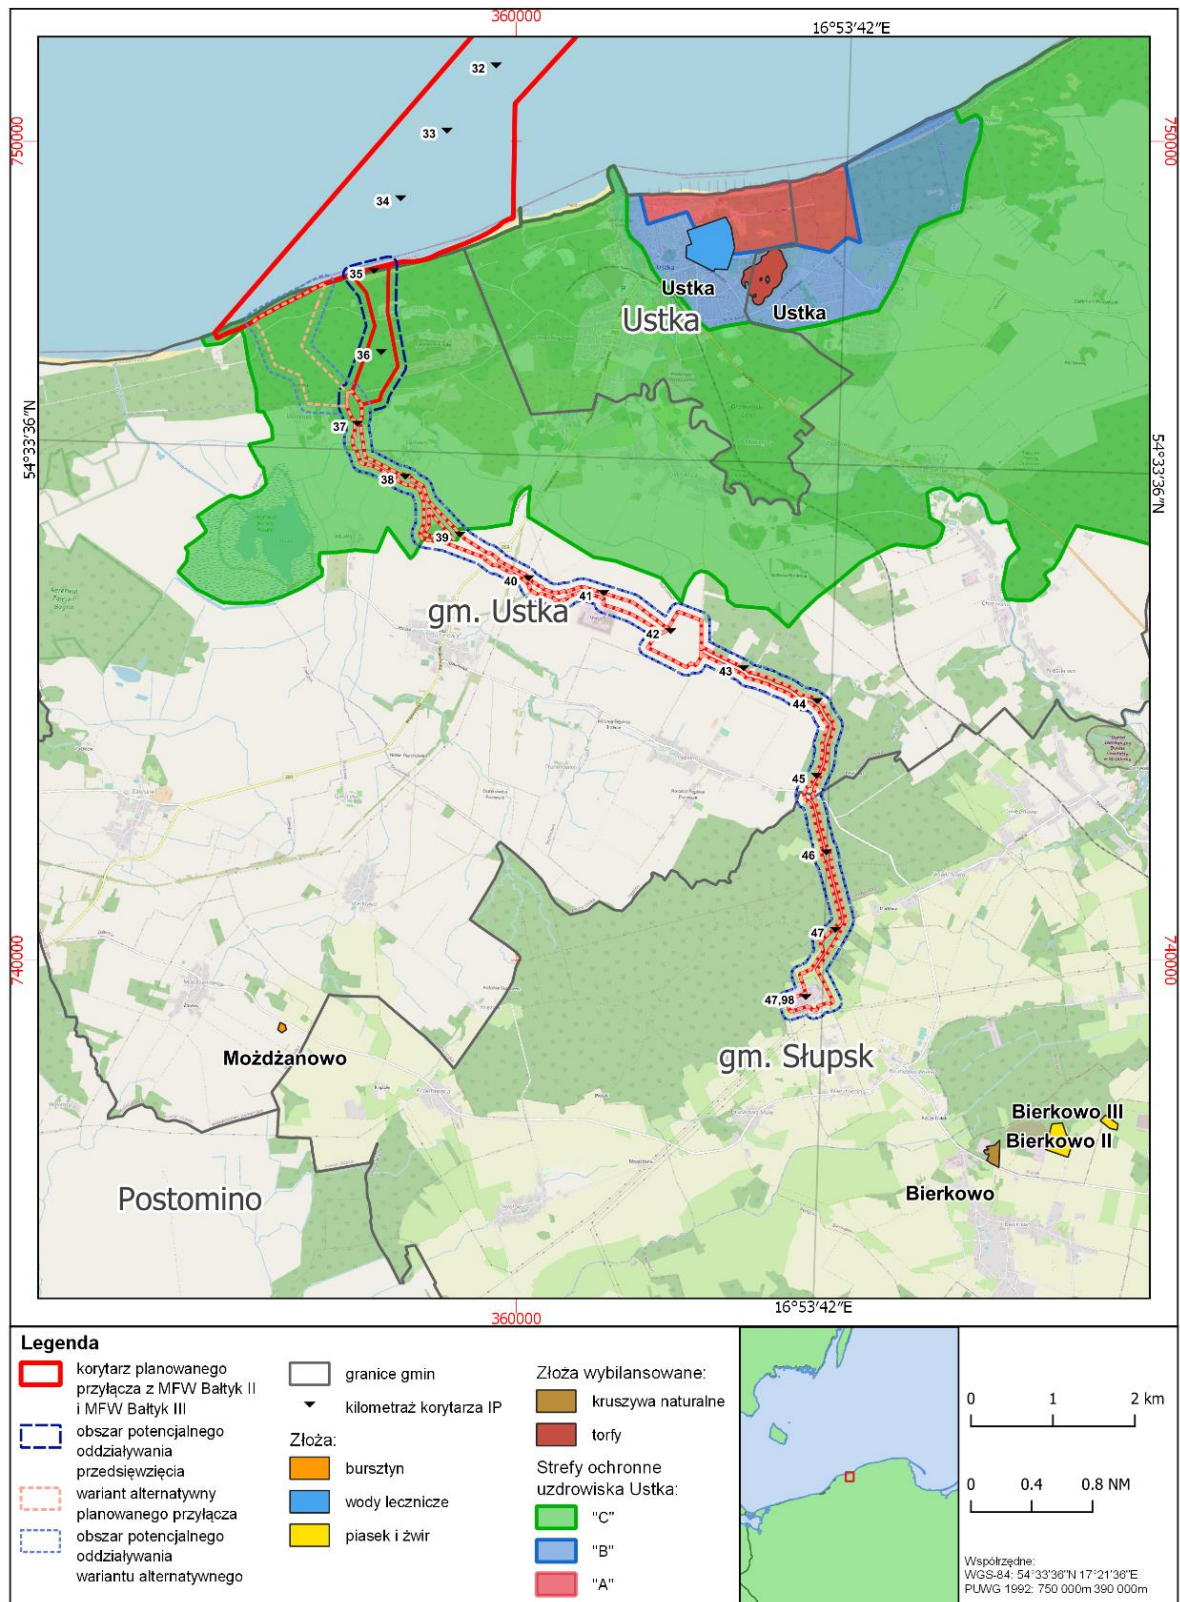 360000
16°53′42″E
750000
750000
32
33
34
35
36
37
38
39
40
41
42
43
44
45
46
47
47,98
54°33′36″N
54°33′36″N
Ustka
Ustka
Ustka
gm. Ustka
740000
740000
Możdżanowo
gm. Słupsk
Bierkowo III
Bierkowo II
Bierkowo
Postomino
360000
16°53′42″E
Legenda
korytarz planowanego
przyłącza z MFW Bałtyk II
i MFW Bałtyk III
obszar potencjalnego
oddziaływania
przedsięwzięcia
wariant alternatywny
planowanego przyłącza
obszar potencjalnego
oddziaływania
wariantu alternatywnego
granice gmin
kilometraż korytarza IP
Złoża:
bursztyn
wody lecznicze
piasek i żwir
Złoża wybilansowane:
kruszywa naturalne
torfy
Strefy ochronne
uzdrowiska Ustka:
"C"
"B"
"A"
0 1 2 km
0 0.4 0.8 NM
Współrzędne:
WGS-84: 54°33'36"N 17°21'36"E
PUWG 1992: 750 000m 390 000m